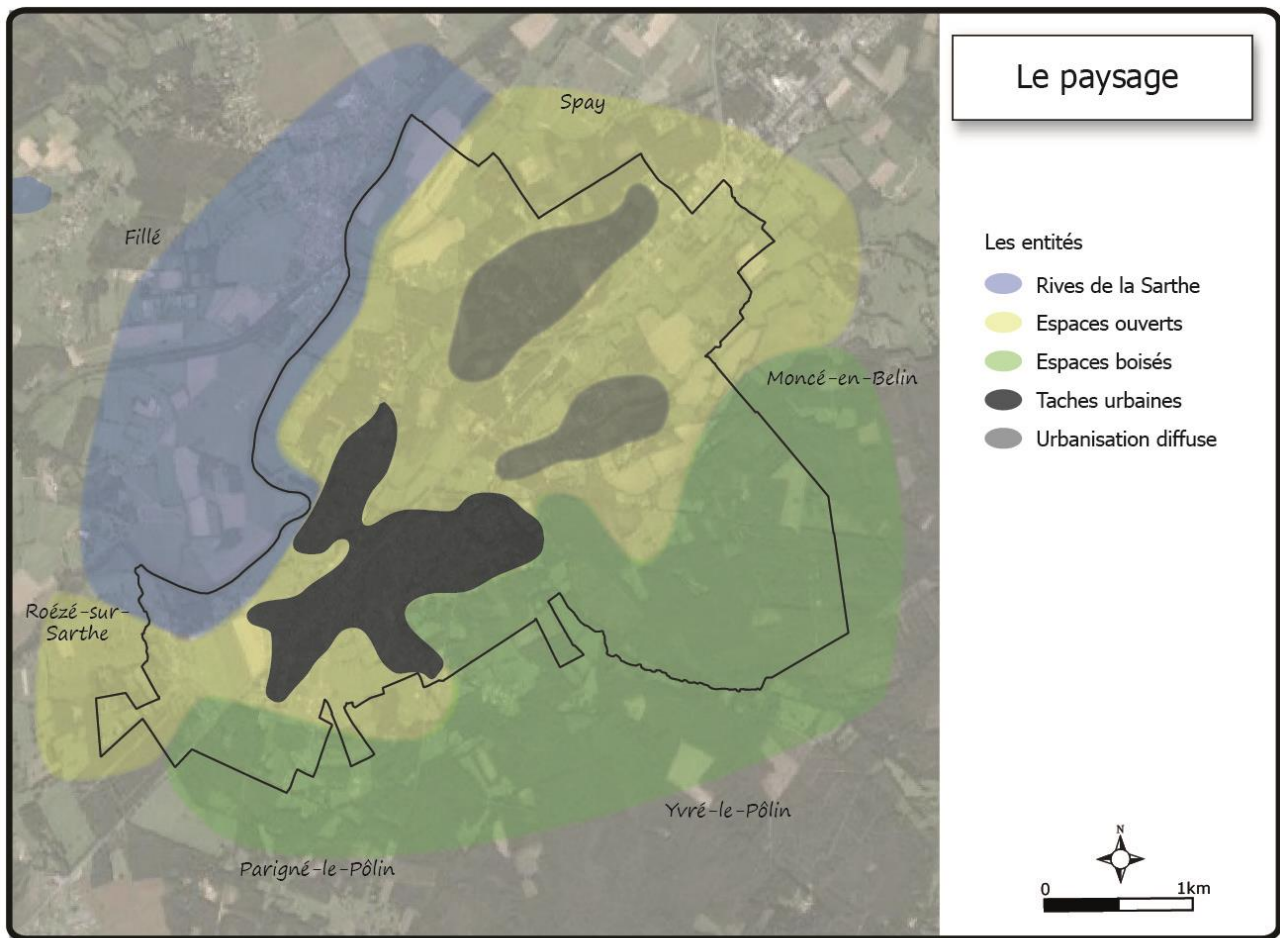 Le paysage
Spay
Fillé
Moncé-en-Belin
Roézé-sur-
Sarthe
Yvré-le-Pôlin
Parigné-le-Pôlin
Les entités
Rives de la Sarthe
Espaces ouverts
Espaces boisés
Taches urbaines
Urbanisation diffuse
N
0 1km